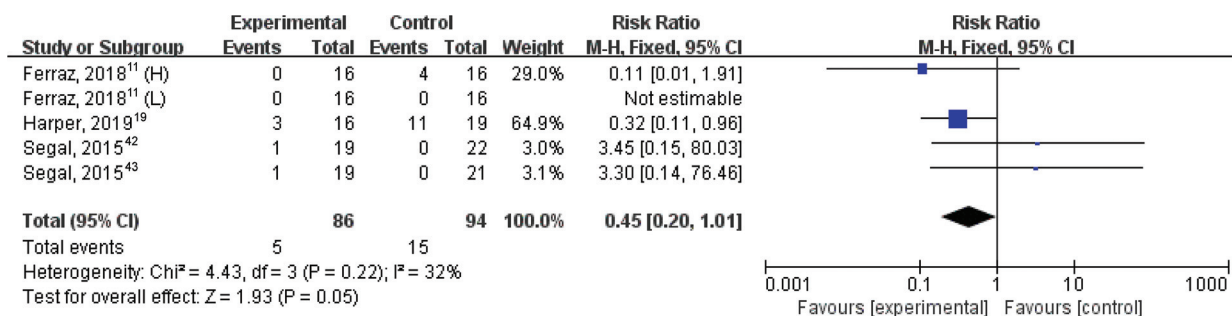 Experimental Control Risk Ratio Risk Ratio
Study or Subgroup Events Total Events Total Weight M-H, Fixed, 95% CI M-H, Fixed, 95% CI
Ferraz, 2018¹¹ (H) 0 16 4 16 29.0% 0.11 [0.01, 1.91]
Ferraz, 2018¹¹ (L) 0 16 0 16 Not estimable
Harper, 2019¹⁹ 3 16 11 19 64.9% 0.32 [0.11, 0.96]
Segal, 2015⁴² 1 19 0 22 3.0% 3.45 [0.15, 80.03]
Segal, 2015⁴³ 1 19 0 21 3.1% 3.30 [0.14, 76.46]
Total (95% CI) 86 94 100.0% 0.45 [0.20, 1.01]
Total events 5 15
Heterogeneity: Chi² = 4.43, df = 3 (P = 0.22); I² = 32%
Test for overall effect: Z = 1.93 (P = 0.05)
0.001 0.1 1 10 1000
Favours [experimental] Favours [control]